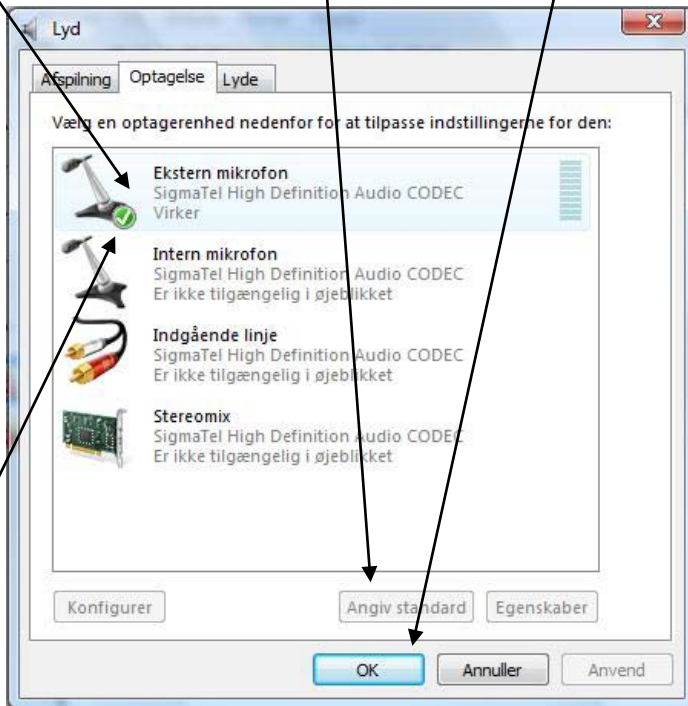 Lyd
Afspilning Optagelse Lyde
Vælg en optagerenhed nedenfor for at tilpasse indstillingerne for den:
Ekstern mikrofon
SigmaTel High Definition Audio CODEC
Virker
Intern mikrofon
SigmaTel High Definition Audio CODEC
Er ikke tilgængelig i øjeblikket
Indgående linje
SigmaTel High Definition Audio CODEC
Er ikke tilgængelig i øjeblikket
Stereomix
SigmaTel High Definition Audio CODEC
Er ikke tilgængelig i øjeblikket
Konfigurer Angiv standard Egenskaber
OK Annuller Anvend